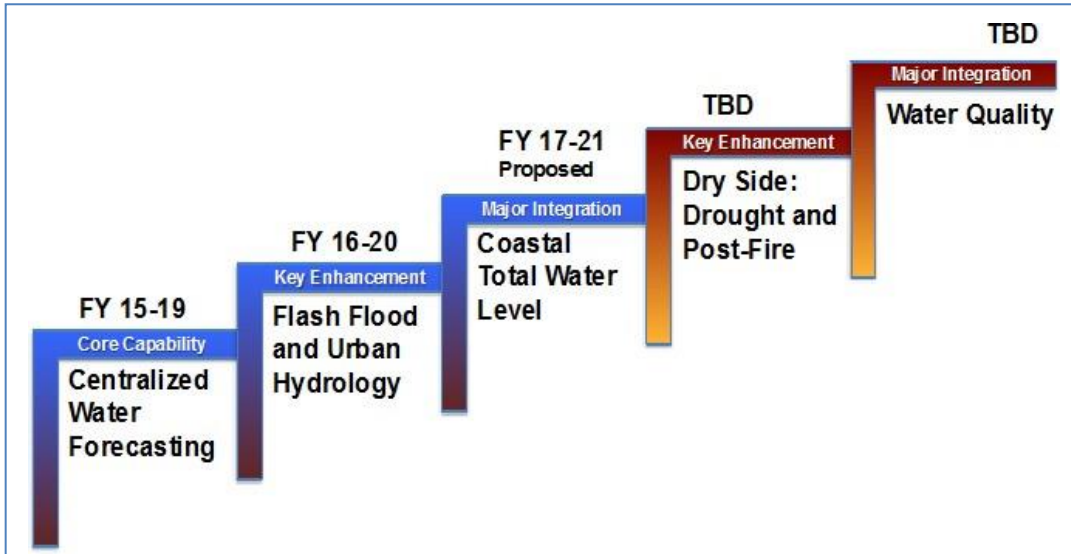 FY 15-19
Core Capability
Centralized
Water
Forecasting
FY 16-20
Key Enhancement
Flash Flood
and Urban
Hydrology
FY 17-21
Proposed
Major Integration
Coastal
Total Water
Level
TBD
Key Enhancement
Dry Side:
Drought and
Post-Fire
TBD
Major Integration
Water Quality